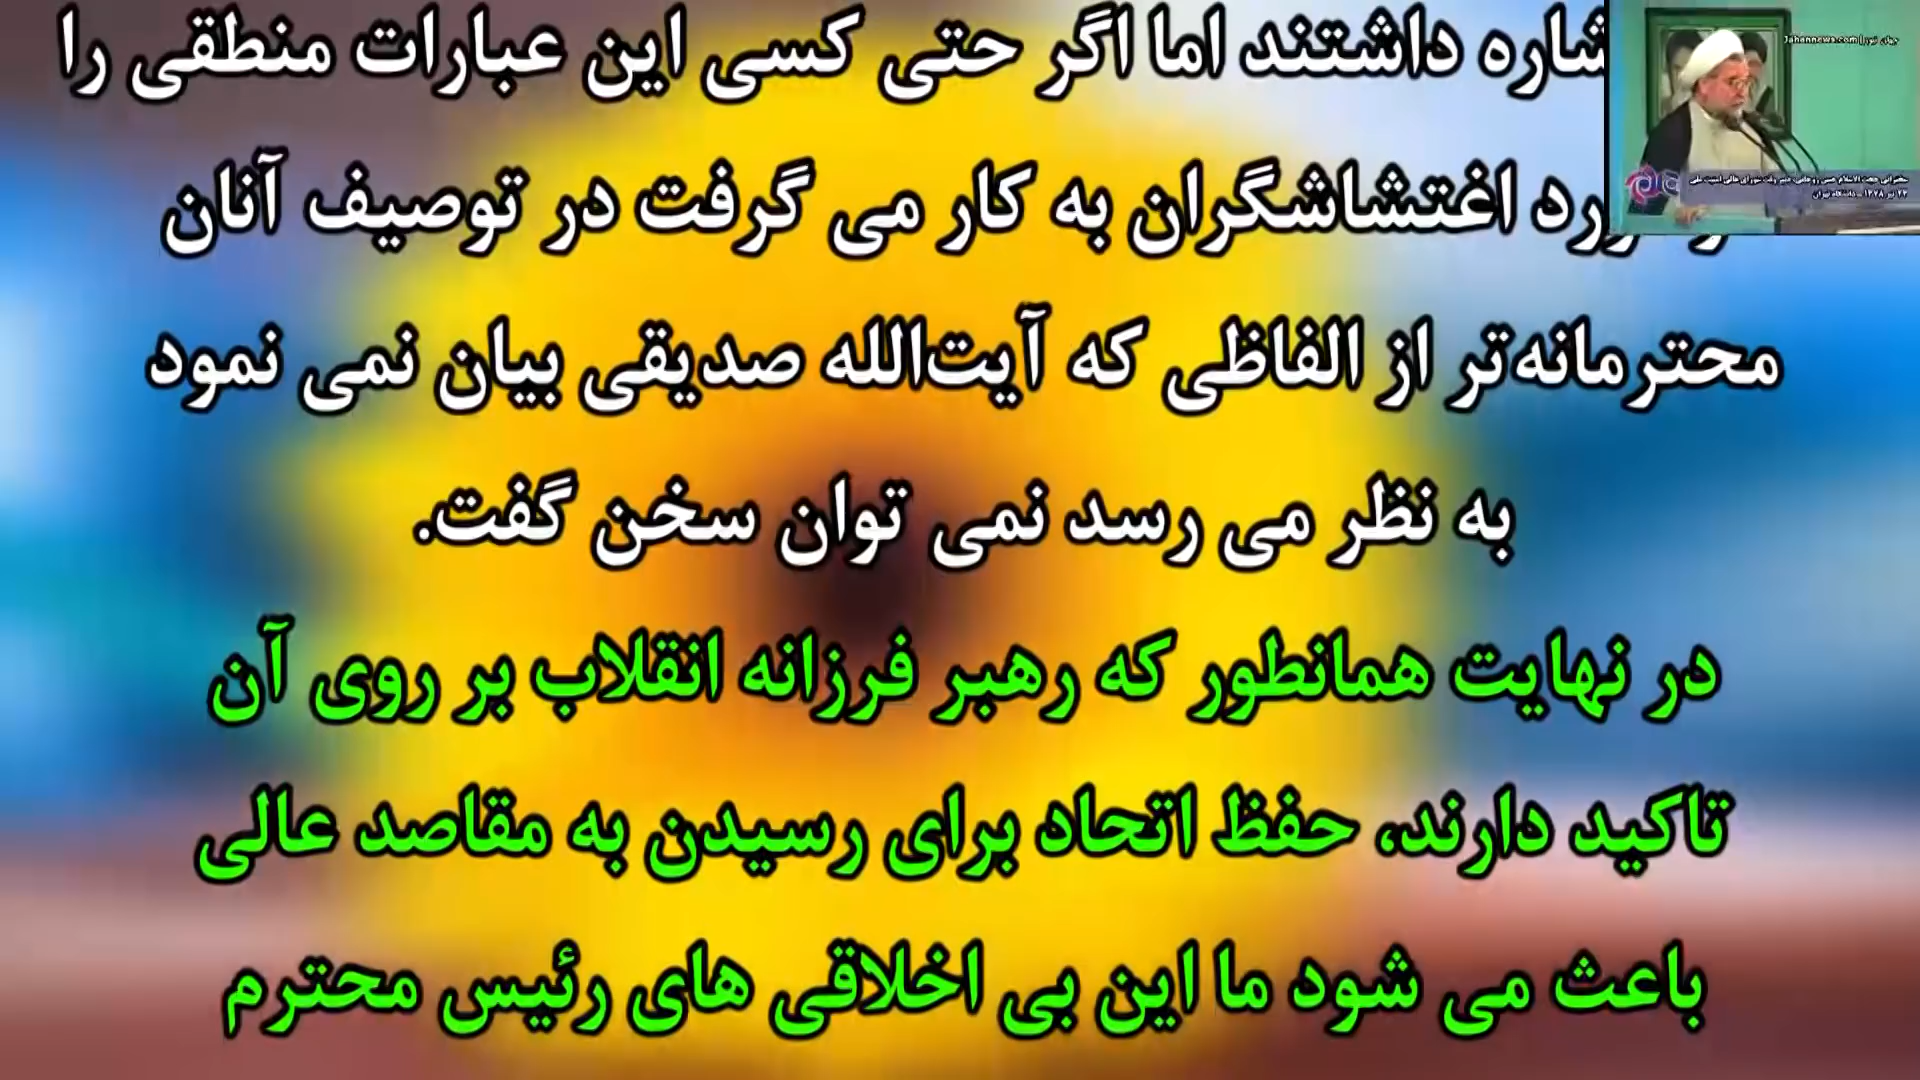 شاره داشتند اما اگر حتی کسی این عبارات منطقی را
اغتشاشگران به کار می گرفت در توصیف آنان
محترمانه‌تر از الفاظی که آیت‌الله صدیقی بیان نمی نمود
به نظر می رسد نمی توان سخن گفت.
در نهایت همانطور که رهبر فرزانه انقلاب بر روی آن
تاکید دارند، حفظ اتحاد برای رسیدن به مقاصد عالی
باعث می شود ما این بی اخلاقی های رئیس محترم
Jahannews.com